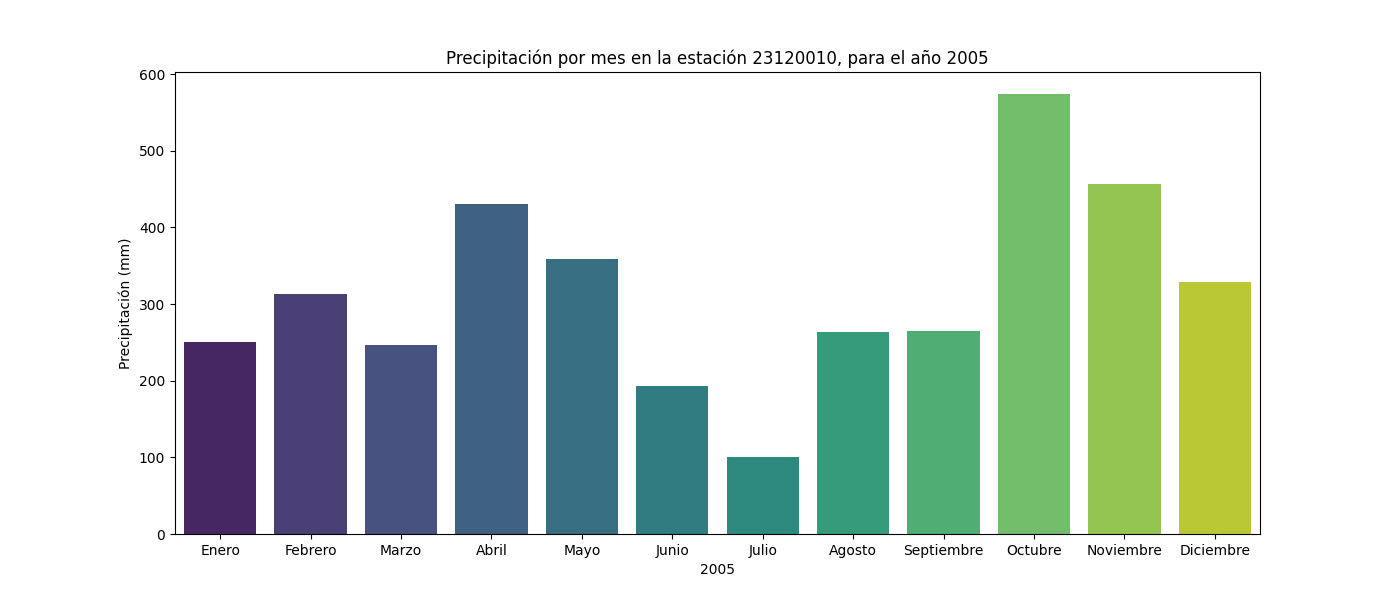 Precipitación por mes en la estación 23120010, para el año 2005
Precipitación (mm)
600
500
400
300
200
100
0
Enero Febrero Marzo Abril Mayo Junio Julio Agosto Septiembre Octubre Noviembre Diciembre
2005